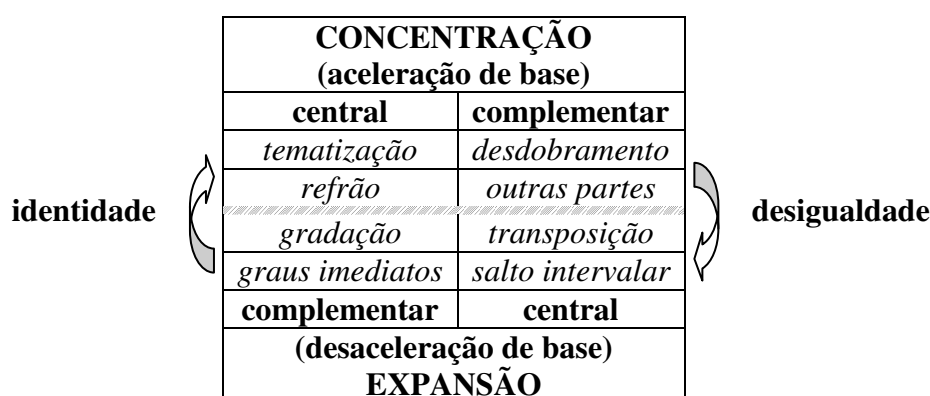 CONCENTRAÇÃO
(aceleração de base)
central complementar
tematização desdobramento
refrão outras partes
identidade desigualdade
gradação transposição
graus imediatos salto intervalar
complementar central
(desaceleração de base)
EXPANSÃO